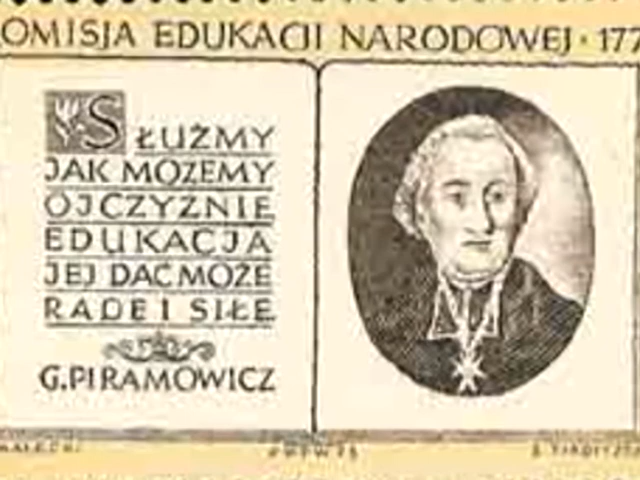 OMISJA EDUKACJI NARODOWEJ · 177
SŁUŻMY
JAK MOŻEMY
OJCZYŹNIE
EDUKACJA
JEJ DAĆ MOŻE
RADĘ I SIŁĘ
G. PIRAMOWICZ